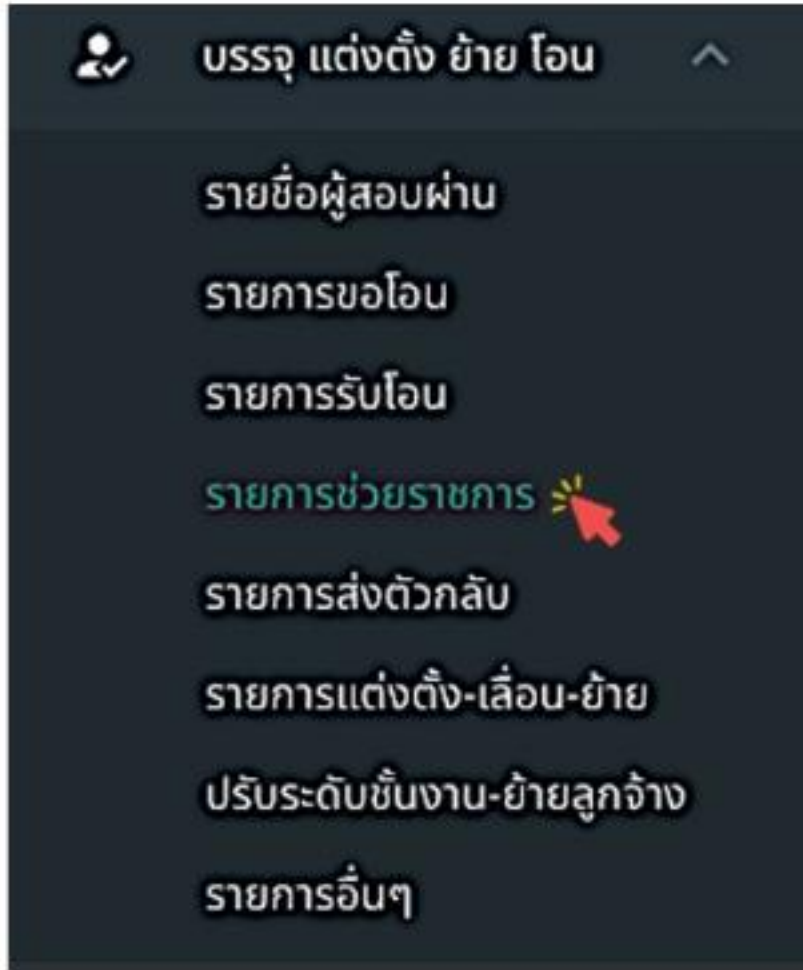 บรรจุ แต่งตั้ง ย้าย โอน
รายชื่อผู้สอบผ่าน
รายการขอโอน
รายการรับโอน
รายการช่วยราชการ
รายการส่งตัวกลับ
รายการแต่งตั้ง-เลื่อน-ย้าย
ปรับระดับชั้นงาน-ย้ายลูกจ้าง
รายการอื่นๆ